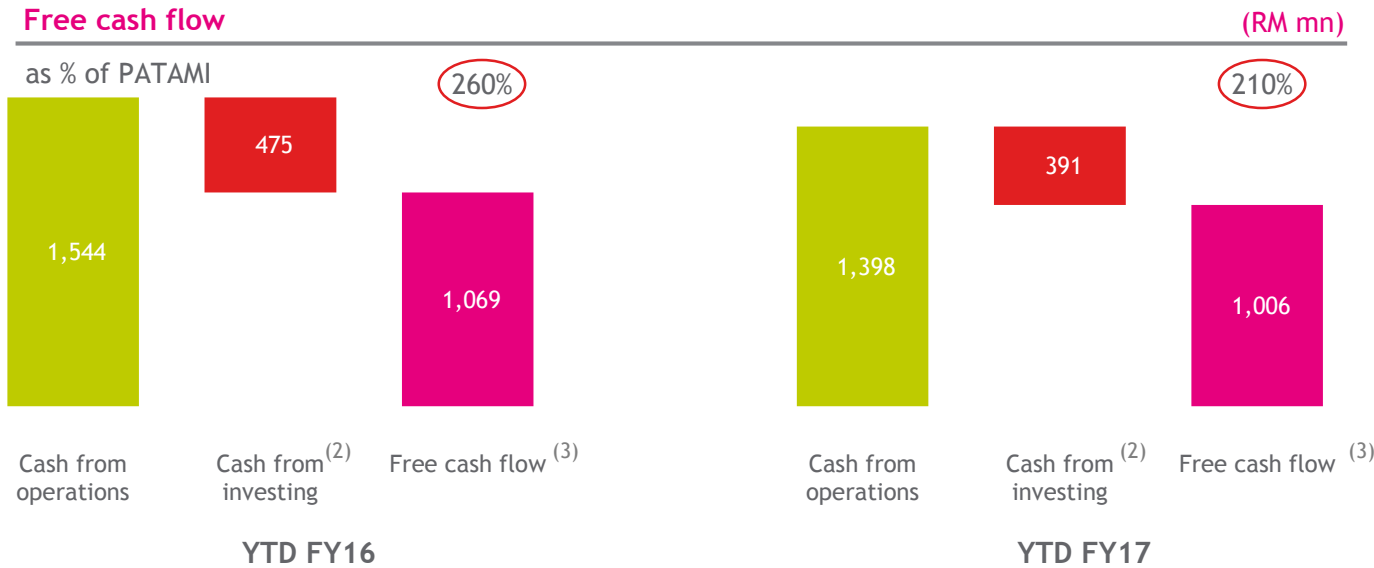 Free cash flow (RM mn)
as % of PATAMI 260% 210%
475 391
1,544 1,398
1,069 1,006
Cash from Cash from (2) Free cash flow (3) Cash from Cash from (2) Free cash flow (3)
operations investing operations investing
YTD FY16 YTD FY17